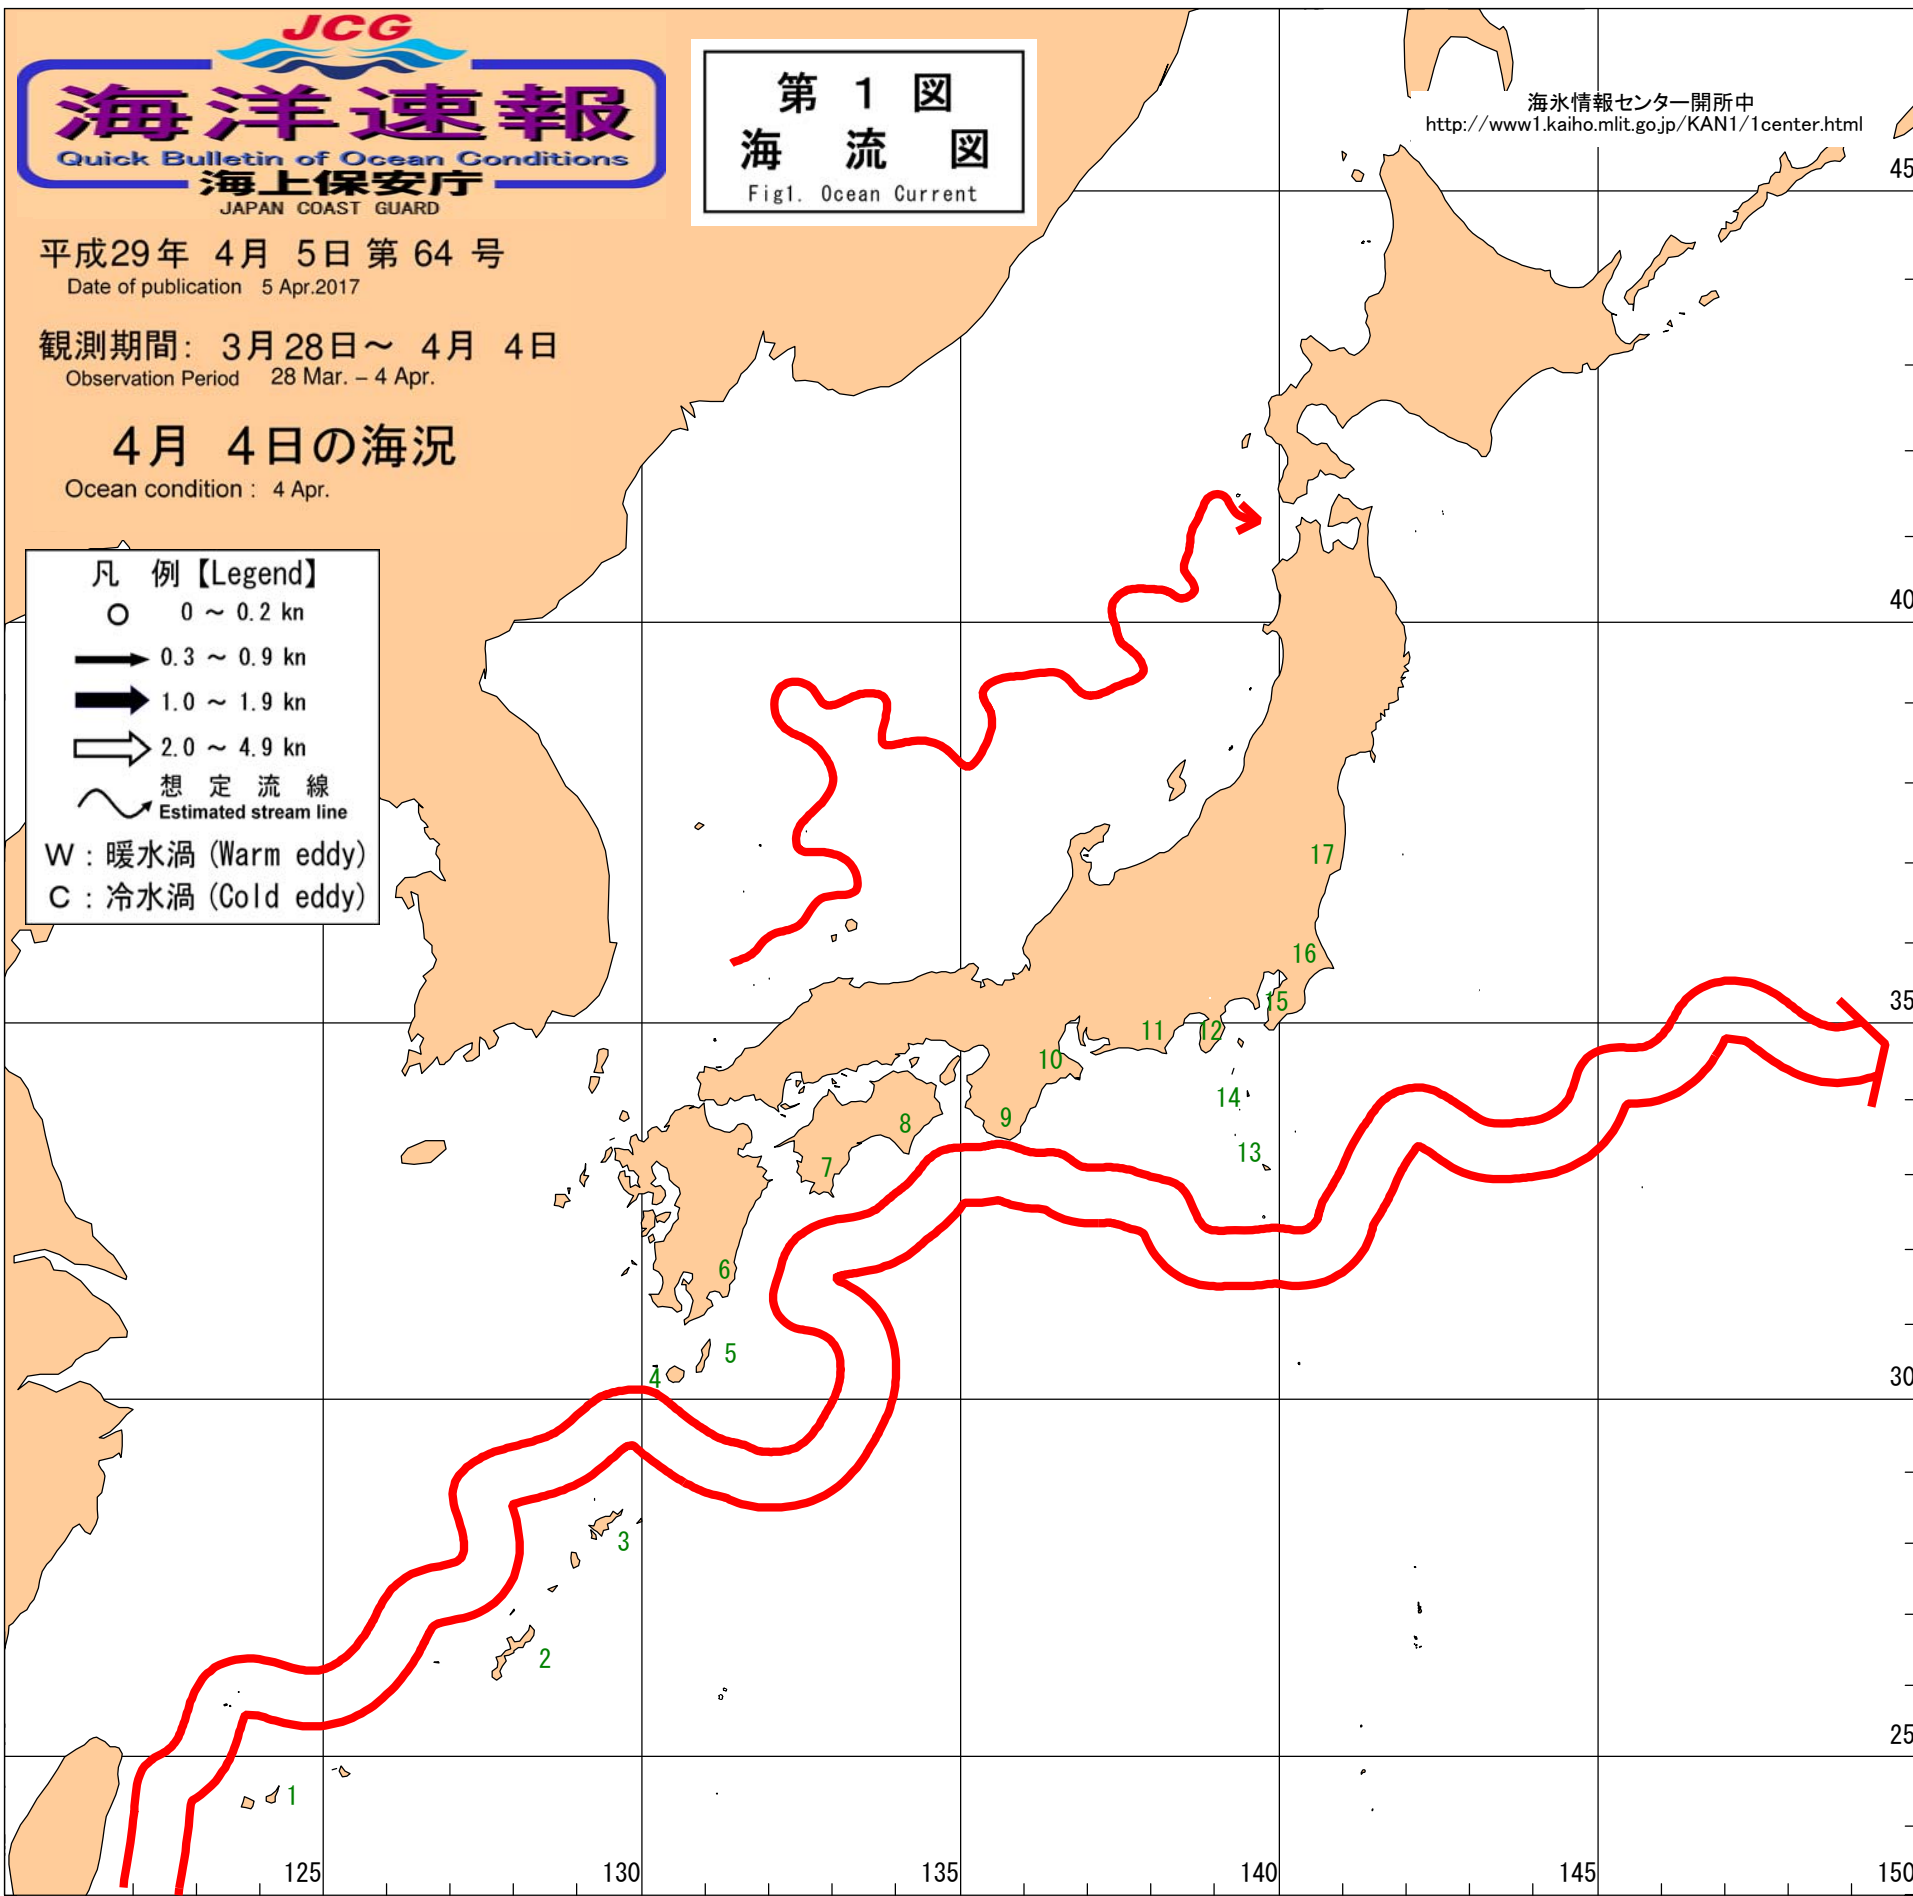 JCG
海洋速報
Quick Bulletin of Ocean Conditions
海上保安庁
JAPAN COAST GUARD
平成29年 4月 5日 第 64 号
Date of publication 5 Apr.2017
観測期間: 3月28日～ 4月 4日
Observation Period 28 Mar. – 4 Apr.
4月 4日の海況
Ocean condition : 4 Apr.
第 1 図
海 流 図
Fig1. Ocean Current
海氷情報センター開所中
http://www1.kaiho.mlit.go.jp/KAN1/1center.html
凡 例【Legend】
0 ～ 0.2 kn
0.3 ～ 0.9 kn
1.0 ～ 1.9 kn
2.0 ～ 4.9 kn
想 定 流 線
Estimated stream line
W : 暖水渦 (Warm eddy)
C : 冷水渦 (Cold eddy)
45
40
17
16
35
15
12
11
10
14
9
8
13
7
6
5
4
30
3
2
25
1
125
130
135
140
145
150